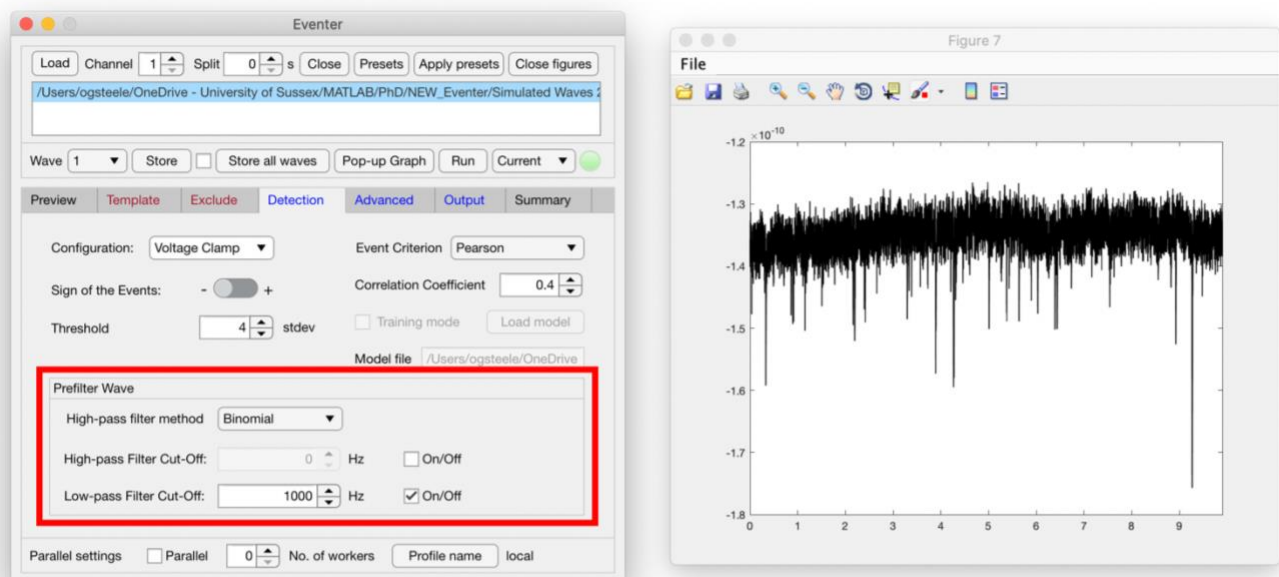 Eventer
Load Channel 1 Split 0 s Close Presets Apply presets Close figures
/Users/ogsteele/OneDrive - University of Sussex/MATLAB/PhD/NEW_Eventer/Simulated Waves 2
Wave 1 Store Store all waves Pop-up Graph Run Current
Preview Template Exclude Detection Advanced Output Summary
Configuration: Voltage Clamp Event Criterion Pearson
Sign of the Events: - + Correlation Coefficient 0.4
Threshold 4 stdev Training mode Load model
Model file /Users/ogsteele/OneDrive
Prefilter Wave
High-pass filter method Binomial
High-pass Filter Cut-Off: 0 Hz On/Off
Low-pass Filter Cut-Off: 1000 Hz On/Off
Parallel settings Parallel 0 No. of workers Profile name local
Figure 7
File
×10⁻¹⁰
-1.2
-1.3
-1.4
-1.5
-1.6
-1.7
-1.8
0 1 2 3 4 5 6 7 8 9